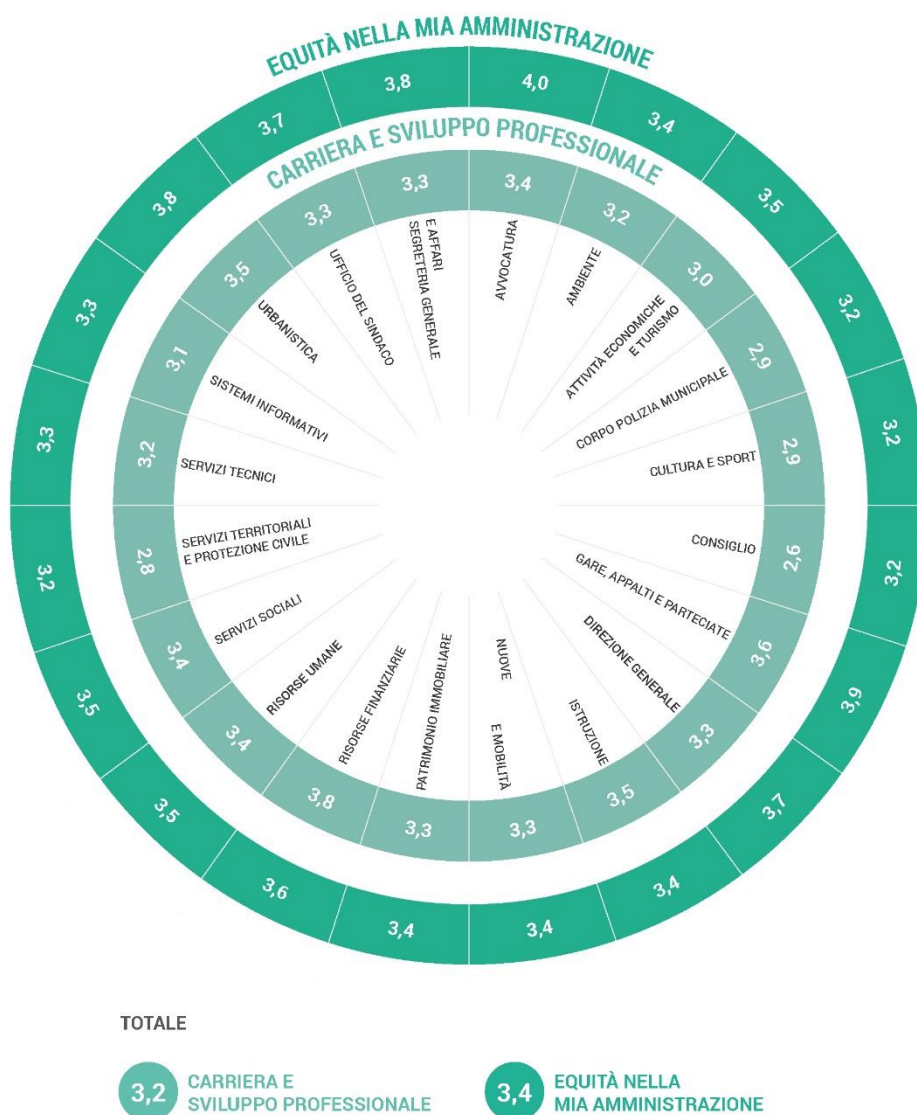 EQUITÀ NELLA MIA AMMINISTRAZIONE
3,8
4,0
3,4
3,5
3,2
3,2
3,2
3,9
3,7
3,4
3,4
3,4
3,6
3,5
3,5
3,2
3,3
3,3
3,8
3,7
CARRIERA E SVILUPPO PROFESSIONALE
3,3
3,4
3,2
3,0
2,9
2,9
2,6
3,6
3,3
3,5
3,3
3,3
3,8
3,4
3,4
2,8
3,2
3,1
3,5
3,3
E AFFARI
SEGRETERIA GENERALE
AVVOCATURA
AMBIENTE
ATTIVITÀ ECONOMICHE
E TURISMO
CORPO POLIZIA MUNICIPALE
CULTURA E SPORT
CONSIGLIO
GARE, APPALTI E PARTECIATE
DIREZIONE GENERALE
ISTRUZIONE
NUOVE
E MOBILITÀ
PATRIMONIO IMMOBILIARE
RISORSE FINANZIARIE
RISORSE UMANE
SERVIZI SOCIALI
SERVIZI TERRITORIALI
E PROTEZIONE CIVILE
SERVIZI TECNICI
SISTEMI INFORMATIVI
URBANISTICA
UFFICIO DEL SINDACO
TOTALE
3,2
CARRIERA E
SVILUPPO PROFESSIONALE
3,4
EQUITÀ NELLA
MIA AMMINISTRAZIONE